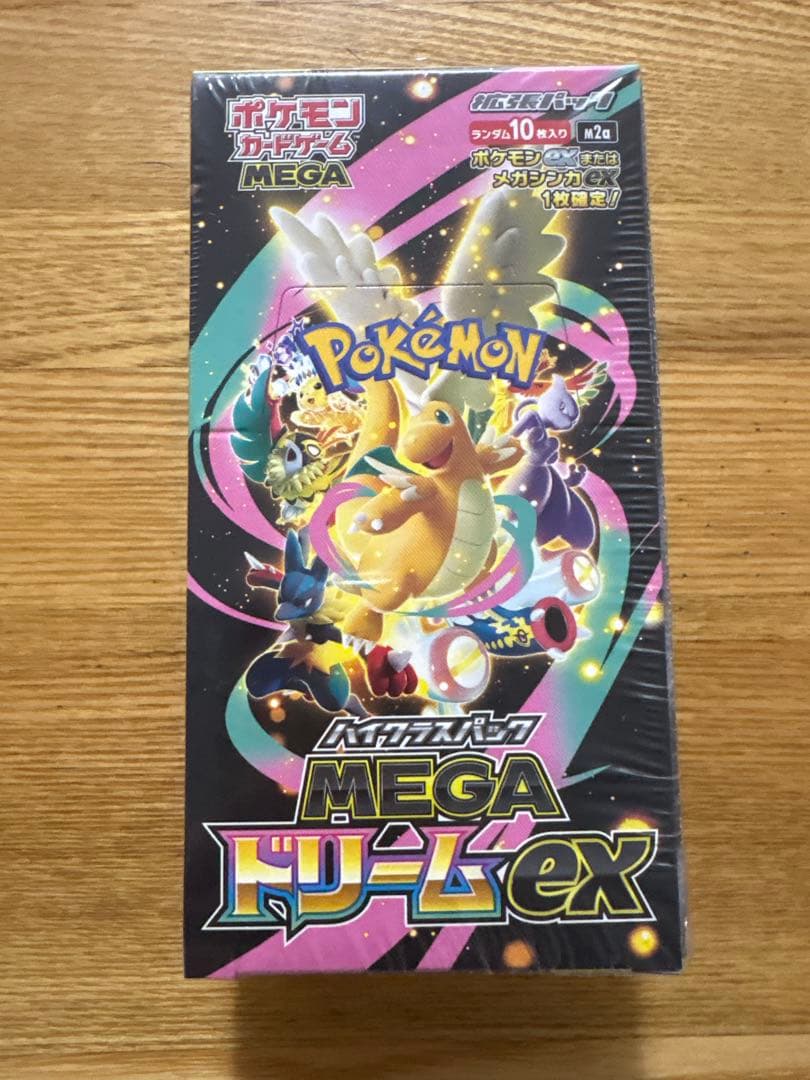 ポケモン
カードゲーム
MEGA
拡張パック
ランダム10枚入り M2a
ポケモンexまたは
メガシンカex
1枚確定!
POKéMON
ハイクラスパック
MEGA
ドリームex